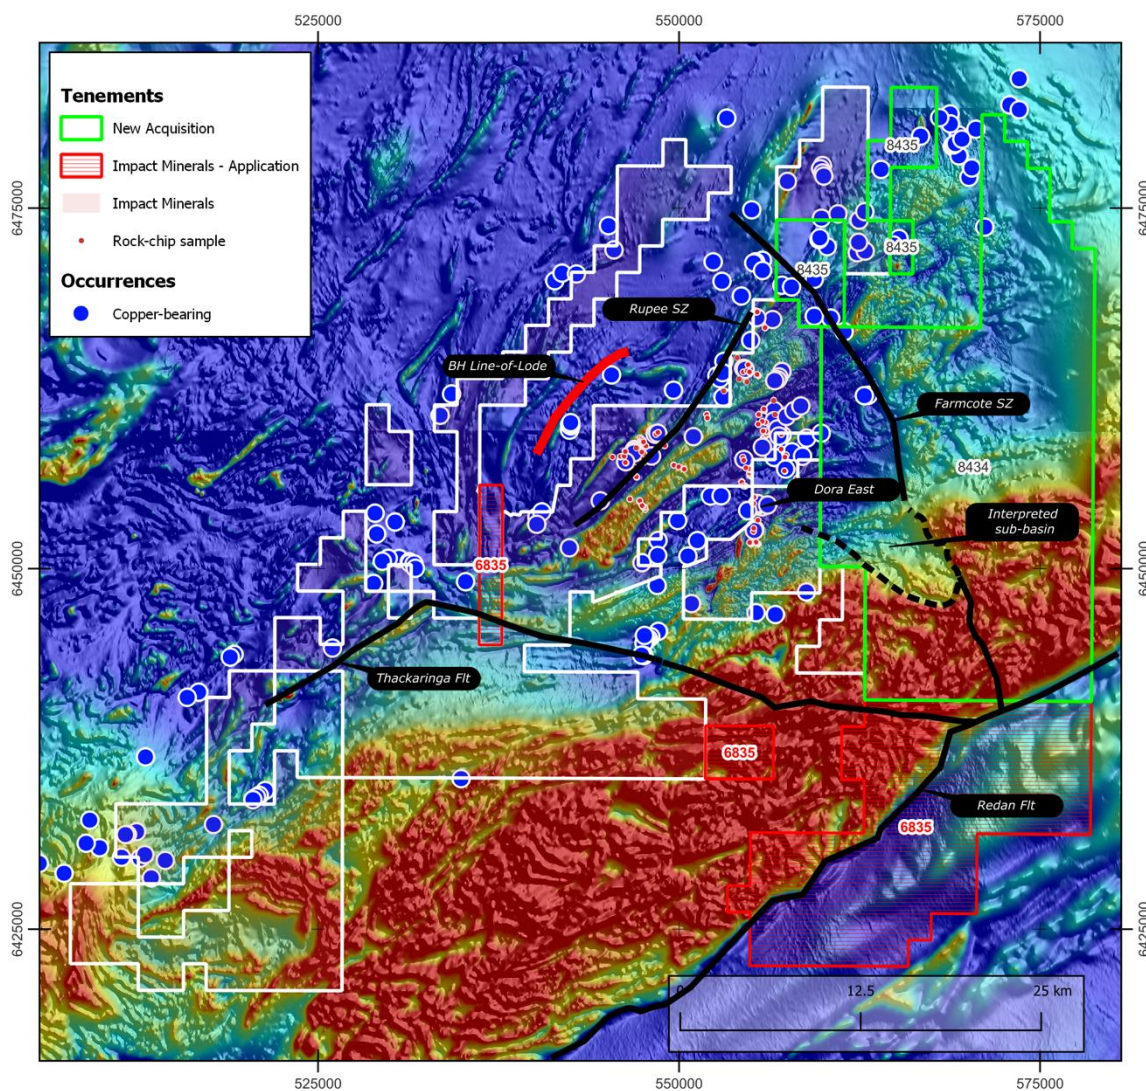 525000
550000
575000
Tenements
New Acquisition
Impact Minerals - Application
Impact Minerals
Rock-chip sample
Occurrences
Copper-bearing
6475000
6475000
8435
8435
8435
Rupee SZ
BH Line-of-Lode
Farmcote SZ
8434
Dora East
Interpreted
sub-basin
6450000
6450000
6835
Thackaringa Flt
6835
Redan Flt
6835
6425000
6425000
0
12.5
25 km
525000
550000
575000